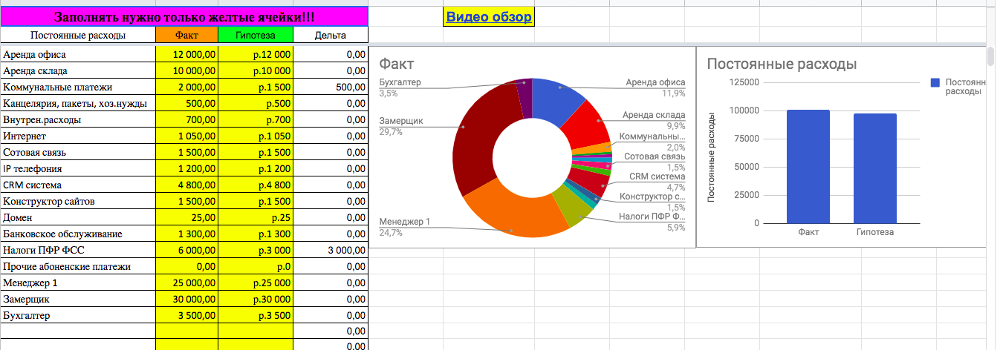 Заполнять нужно только желтые ячейки!!!
Видео обзор
Постоянные расходы Факт Гипотеза Дельта
Аренда офиса 12 000,00 р.12 000 0,00
Аренда склада 10 000,00 р.10 000 0,00
Коммунальные платежи 2 000,00 р.1 500 500,00
Канцелярия, пакеты, хоз.нужды 500,00 р.500 0,00
Внутрен.расходы 700,00 р.700 0,00
Интернет 1 050,00 р.1 050 0,00
Сотовая связь 1 500,00 р.1 500 0,00
IP телефония 1 200,00 р.1 200 0,00
CRM система 4 800,00 р.4 800 0,00
Конструктор сайтов 1 500,00 р.1 500 0,00
Домен 25,00 р.25 0,00
Банковское обслуживание 1 300,00 р.1 300 0,00
Налоги ПФР ФСС 6 000,00 р.3 000 3 000,00
Прочие абоненские платежи 0,00 р.0 0,00
Менеджер 1 25 000,00 р.25 000 0,00
Замерщик 30 000,00 р.30 000 0,00
Бухгалтер 3 500,00 р.3 500 0,00
0,00
0,00
Факт
Бухгалтер
3,5%
Замерщик
29,7%
Менеджер 1
24,7%
Аренда офиса
11,9%
Аренда склада
9,9%
Коммунальны...
2,0%
Сотовая связь
1,5%
CRM система
4,7%
Конструктор с...
1,5%
Налоги ПФР Ф...
5,9%
Постоянные расходы
Постоянные расходы
125000
100000
75000
50000
25000
0
Факт Гипотеза
Постоянн
расходы